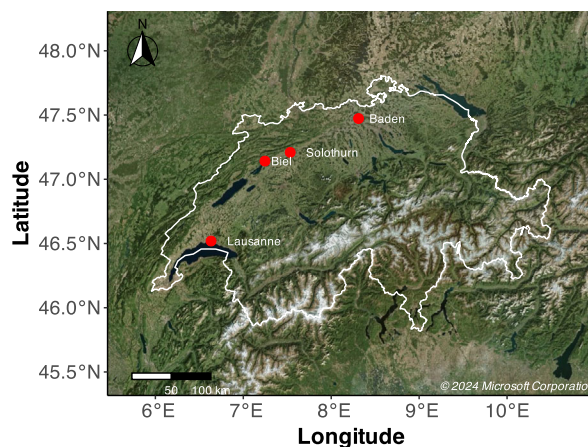 N
48.0°N
47.5°N
47.0°N
46.5°N
46.0°N
45.5°N
Latitude
Baden
Solothurn
Biel
Lausanne
50 100 km
© 2024 Microsoft Corporatio
6°E 7°E 8°E 9°E 10°E
Longitude